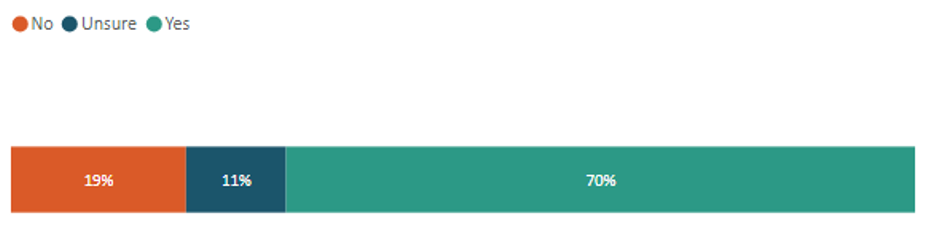 No Unsure Yes
19% 11% 70%